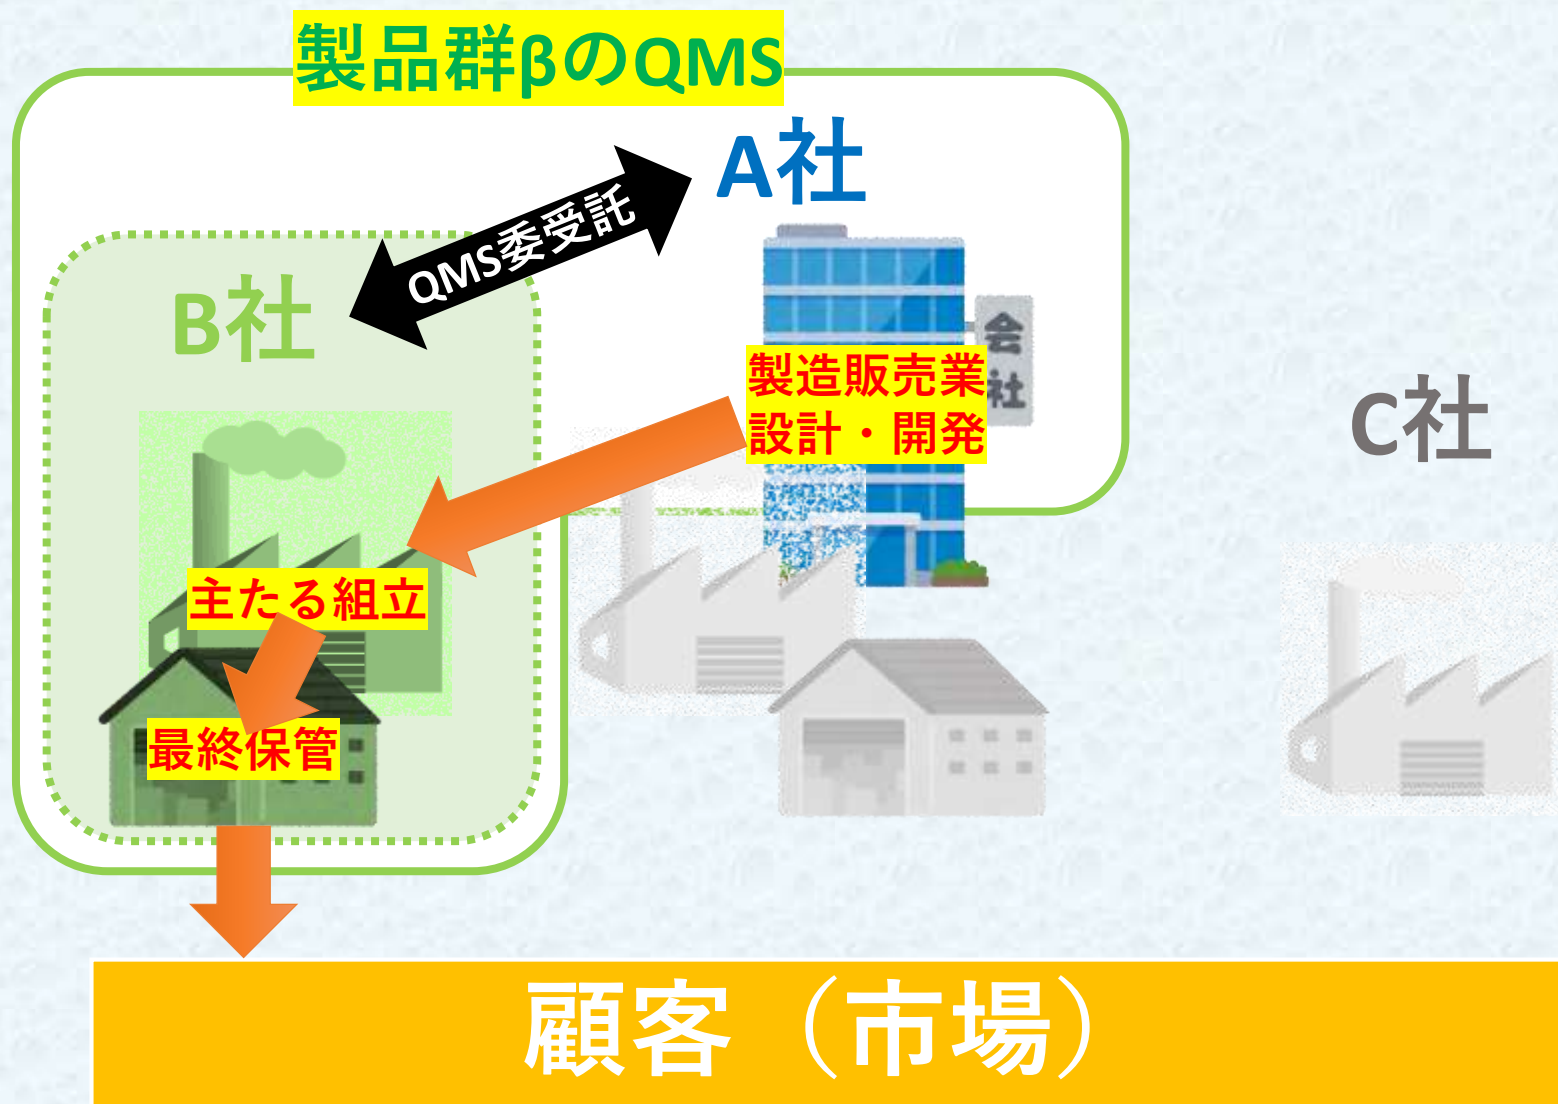 製品群βのQMS
A社
QMS委受託
B社
会社
製造販売業
設計・開発
C社
主たる組立
最終保管
顧客（市場）